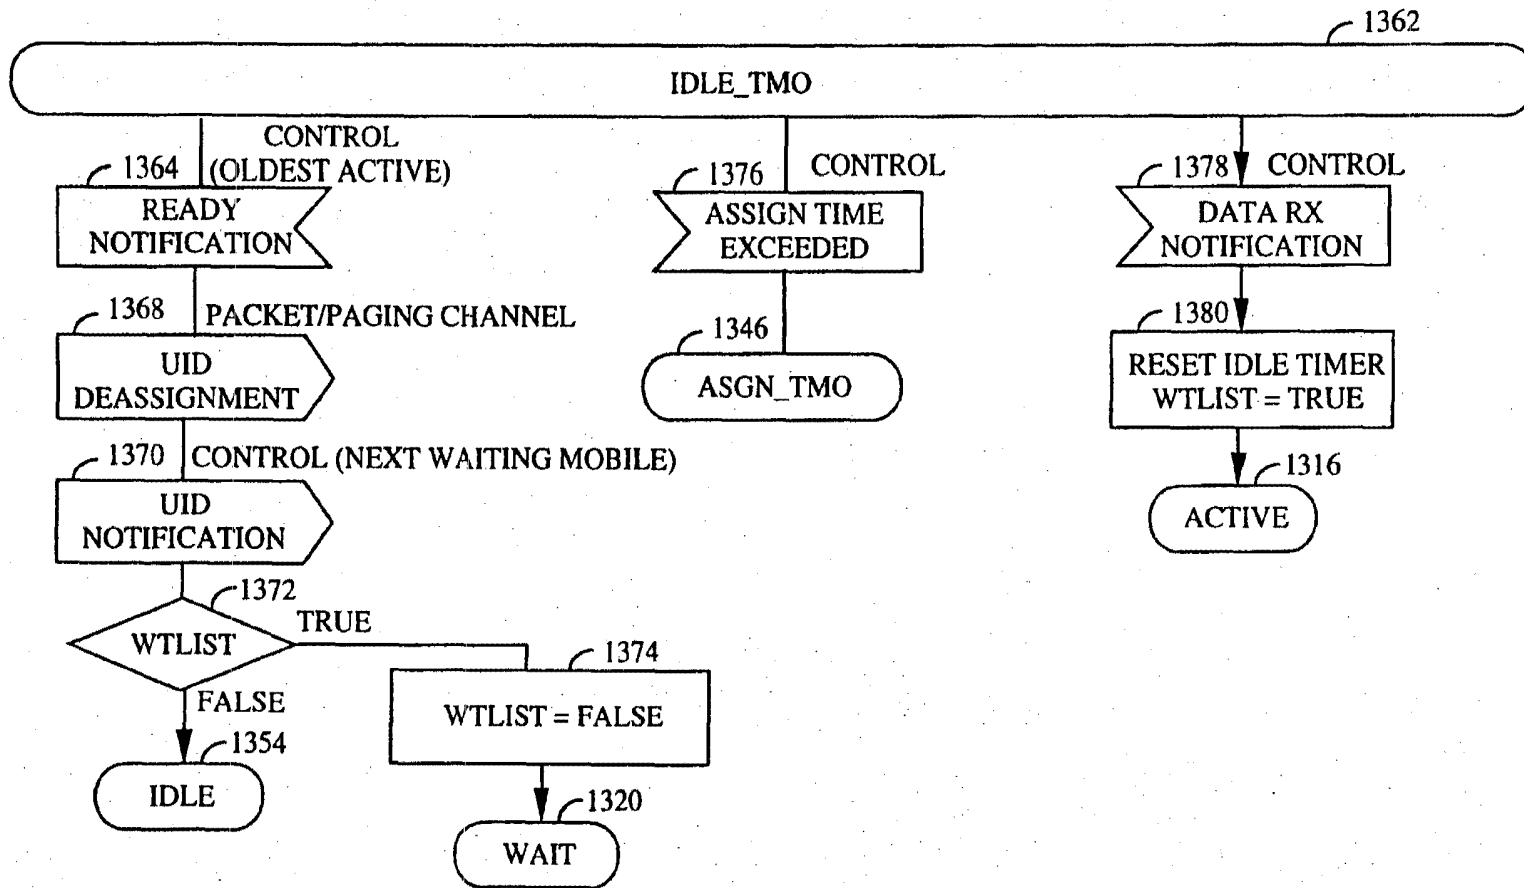 1362
IDLE_TMO
CONTROL
(OLDEST ACTIVE)
1364
READY
NOTIFICATION
PACKET/PAGING CHANNEL
1368
UID
DEASSIGNMENT
1370
CONTROL (NEXT WAITING MOBILE)
UID
NOTIFICATION
1372
WTLIST
TRUE
FALSE
1354
IDLE
1374
WTLIST = FALSE
1320
WAIT
CONTROL
1376
ASSIGN TIME
EXCEEDED
1346
ASGN_TMO
1378
CONTROL
DATA RX
NOTIFICATION
1380
RESET IDLE TIMER
WTLIST = TRUE
1316
ACTIVE